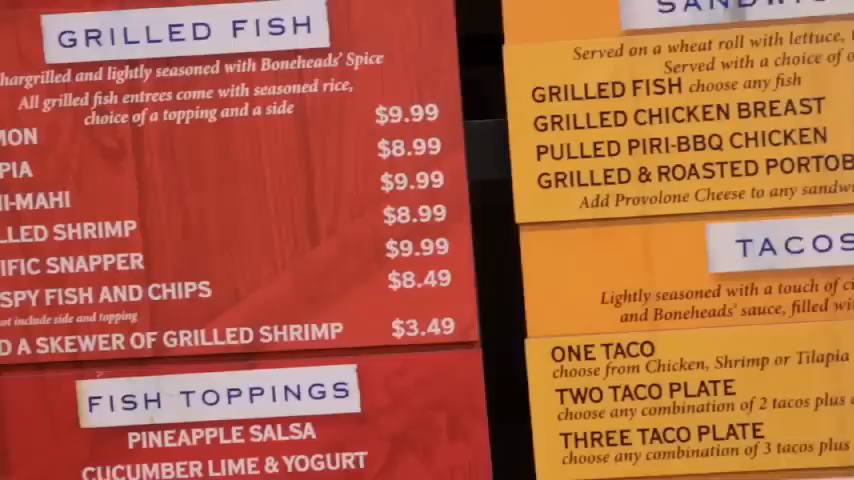 GRILLED FISH
hargrilled and lightly seasoned with Boneheads' Spice
All grilled fish entrees come with seasoned rice,
choice of a topping and a side
MON $9.99
PIA $8.99
I-MAHI $9.99
LLED SHRIMP $8.99
IFIC SNAPPER $9.99
SPY FISH AND CHIPS $8.49
ot include side and topping
D A SKEWER OF GRILLED SHRIMP $3.49
FISH TOPPINGS
PINEAPPLE SALSA
CUCUMBER LIME & YOGURT
Served on a wheat roll with lettuce,
Served with a choice of
GRILLED FISH choose any fish
GRILLED CHICKEN BREAST
PULLED PIRI-BBQ CHICKEN
GRILLED & ROASTED PORTOB
Add Provolone Cheese to any sandw
TACOS
Lightly seasoned with a touch of ci
and Boneheads' sauce, filled wi
ONE TACO
choose from Chicken, Shrimp or Tilapia
TWO TACO PLATE
choose any combination of 2 tacos plus
THREE TACO PLATE
choose any combination of 3 tacos plus